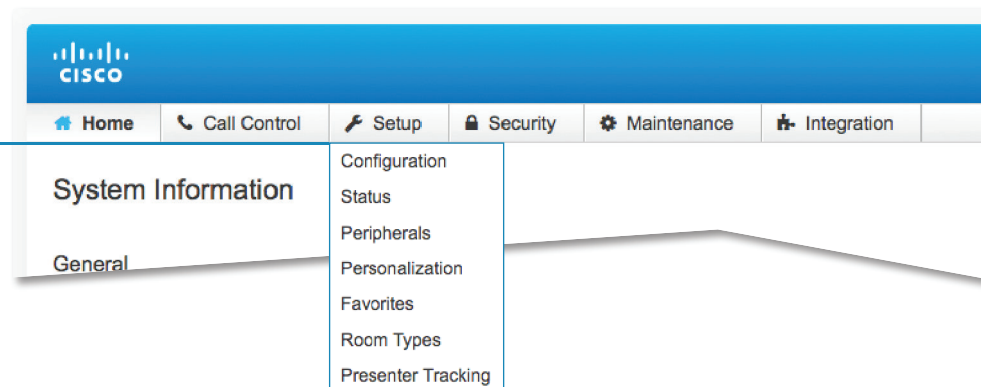 CISCO
Home Call Control Setup Security Maintenance Integration
Configuration
System Information
Status
Peripherals
General
Personalization
Favorites
Room Types
Presenter Tracking